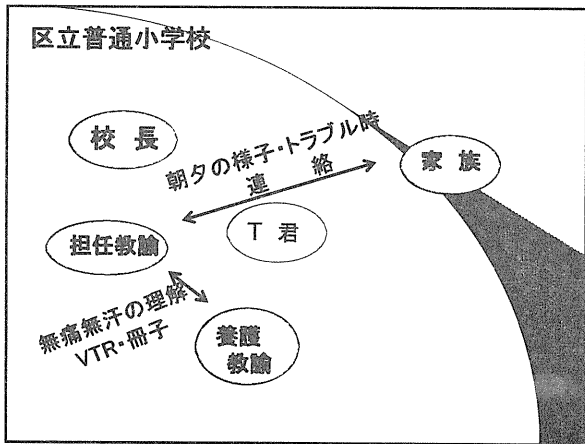 区立普通小学校
校長
朝夕の様子・トラブル時
連絡
家族
T君
担任教諭
無痛無汗の理解
VTR・冊子
養護
教諭